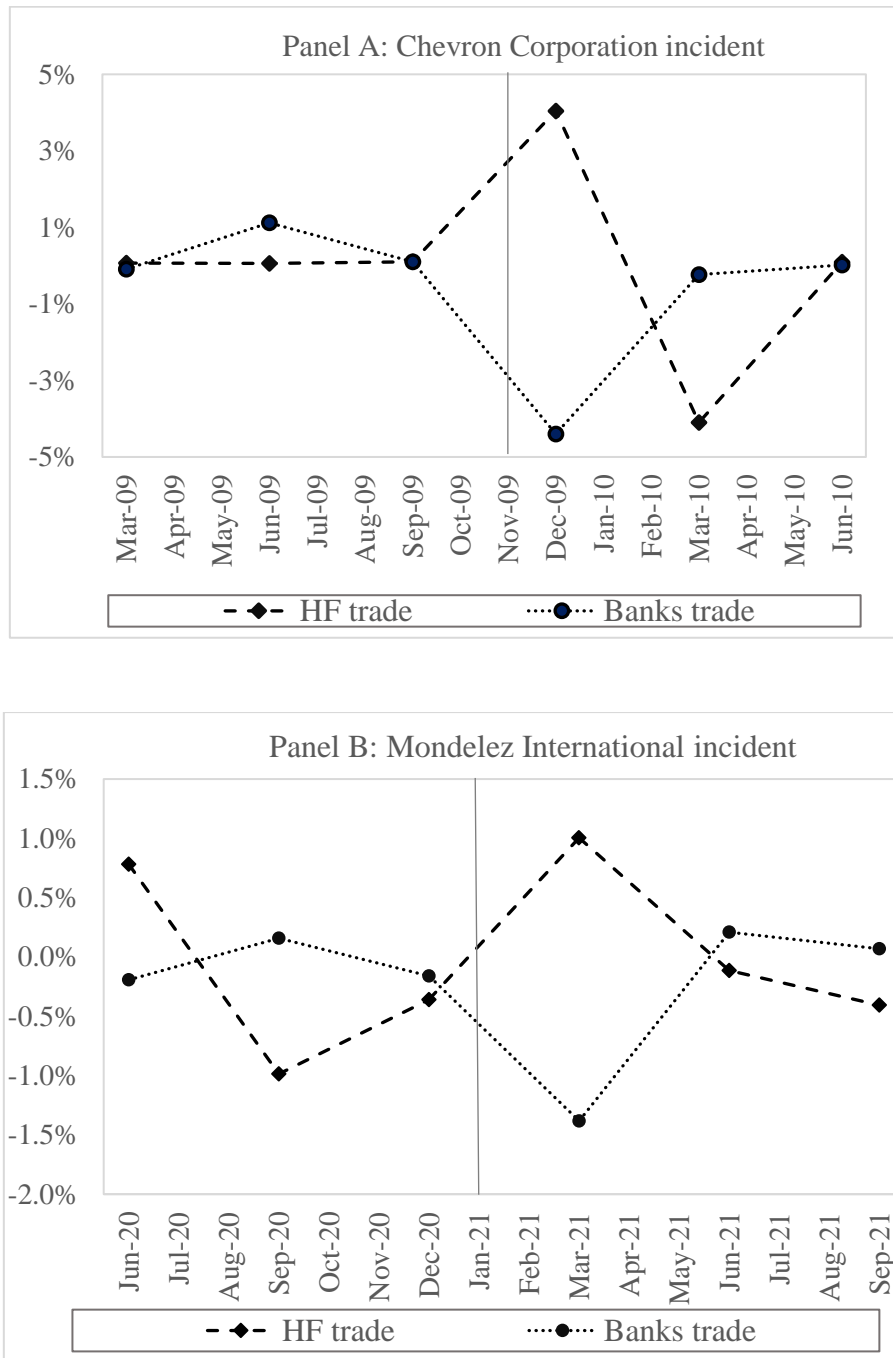 Panel A: Chevron Corporation incident
5%
3%
1%
-1%
-3%
-5%
Mar-09
Apr-09
May-09
Jun-09
Jul-09
Aug-09
Sep-09
Oct-09
Nov-09
Dec-09
Jan-10
Feb-10
Mar-10
Apr-10
May-10
Jun-10
HF trade Banks trade
Panel B: Mondelez International incident
1.5%
1.0%
0.5%
0.0%
-0.5%
-1.0%
-1.5%
-2.0%
Jun-20
Jul-20
Aug-20
Sep-20
Oct-20
Nov-20
Dec-20
Jan-21
Feb-21
Mar-21
Apr-21
May-21
Jun-21
Jul-21
Aug-21
Sep-21
HF trade Banks trade